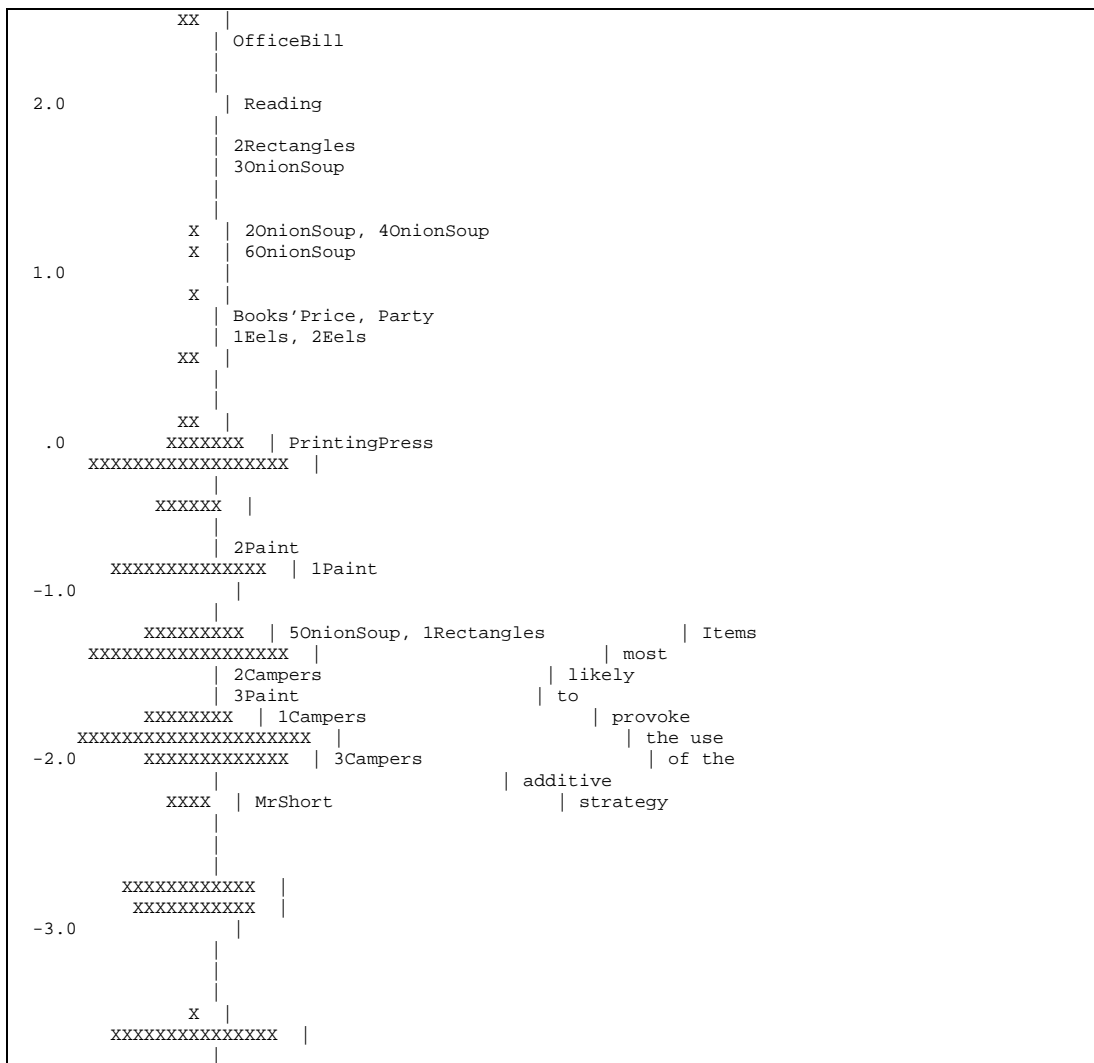 XX |
| OfficeBill
|
|
2.0 | Reading
|
| 2Rectangles
| 3OnionSoup
|
|
X | 2OnionSoup, 4OnionSoup
X | 6OnionSoup
1.0 |
X |
| Books'Price, Party
| 1Eels, 2Eels
XX |
|
|
XX |
.0 XXXXXXX | PrintingPress
XXXXXXXXXXXXXXXXXX |
|
XXXXXX |
|
| 2Paint
XXXXXXXXXXXXXX | 1Paint
-1.0 |
|
XXXXXXXXX | 5OnionSoup, 1Rectangles | Items
XXXXXXXXXXXXXXXXXX | | most
| 2Campers | likely
| 3Paint | to
XXXXXXXX | 1Campers | provoke
XXXXXXXXXXXXXXXXXXXXX | | the use
-2.0 XXXXXXXXXXXXX | 3Campers | of the
| | additive
XXXX | MrShort | strategy
|
|
|
XXXXXXXXXXXX |
XXXXXXXXXXX |
-3.0 |
|
|
|
X |
XXXXXXXXXXXXXXX |
|